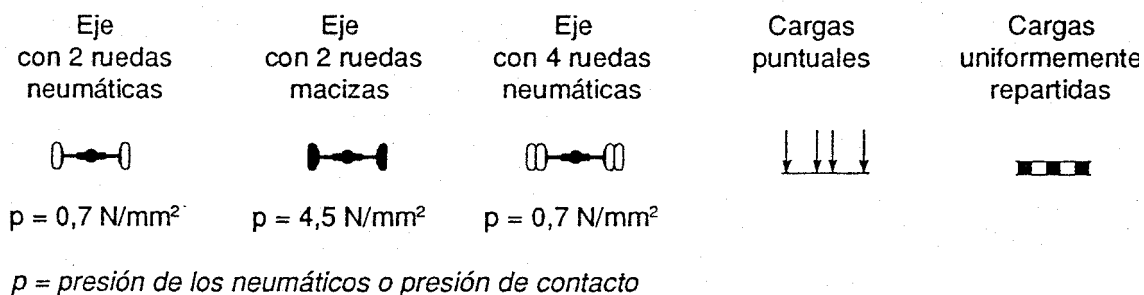 Eje
con 2 ruedas
neumáticas
Eje
con 2 ruedas
macizas
Eje
con 4 ruedas
neumáticas
Cargas
puntuales
Cargas
uniformemente
repartidas
p = 0,7 N/mm²
p = 4,5 N/mm²
p = 0,7 N/mm²
p = presión de los neumáticos o presión de contacto